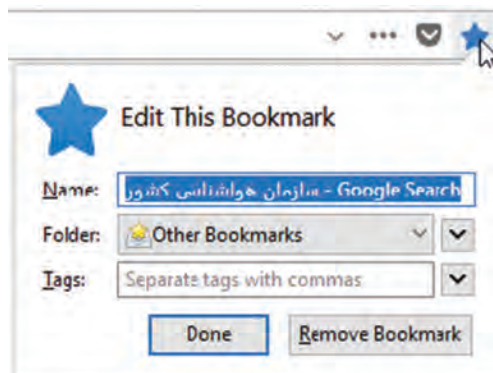 Edit This Bookmark
Name: سازمان هواشناسی کشور - Google Search
Folder: Other Bookmarks
Tags: Separate tags with commas
Done Remove Bookmark